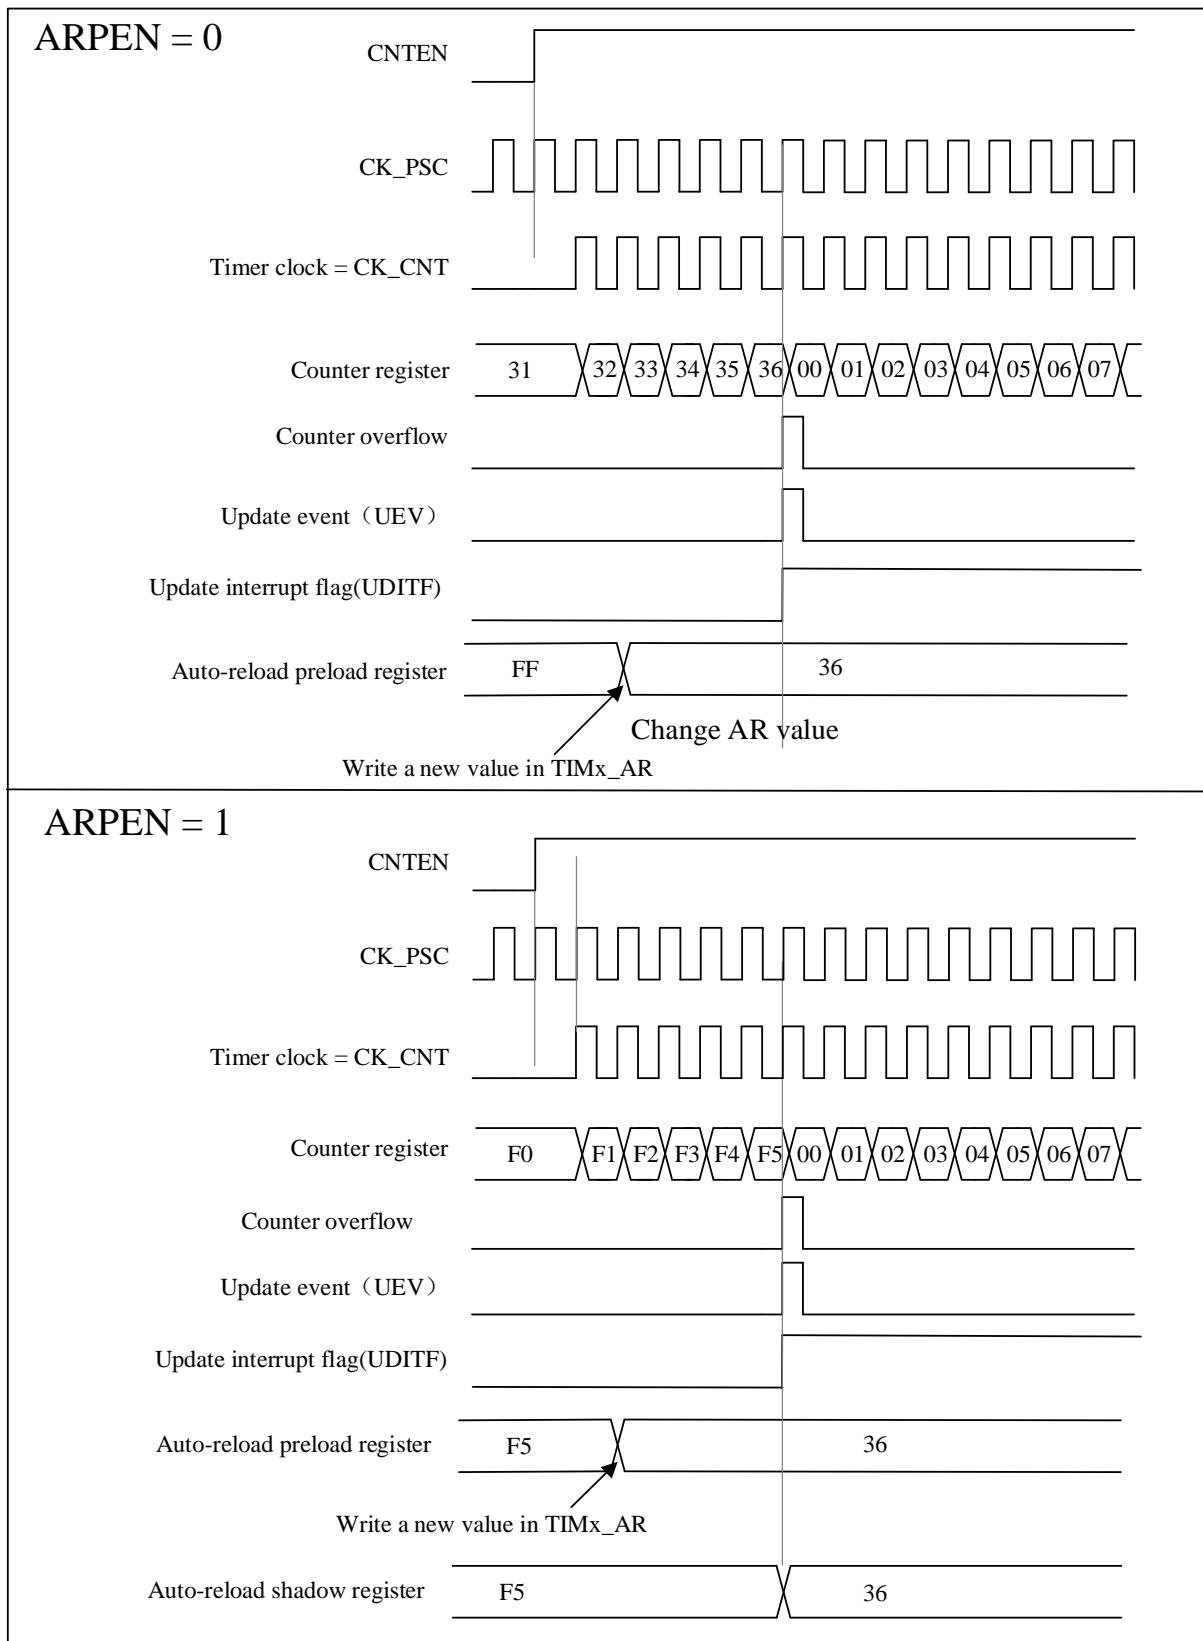 ARPEN = 0
CNTEN
CK_PSC
Timer clock = CK_CNT
Counter register 31 32 33 34 35 36 00 01 02 03 04 05 06 07
Counter overflow
Update event（UEV）
Update interrupt flag(UDITF)
Auto-reload preload register FF 36
Change AR value
Write a new value in TIMx_AR
ARPEN = 1
CNTEN
CK_PSC
Timer clock = CK_CNT
Counter register F0 F1 F2 F3 F4 F5 00 01 02 03 04 05 06 07
Counter overflow
Update event（UEV）
Update interrupt flag(UDITF)
Auto-reload preload register F5 36
Write a new value in TIMx_AR
Auto-reload shadow register F5 36